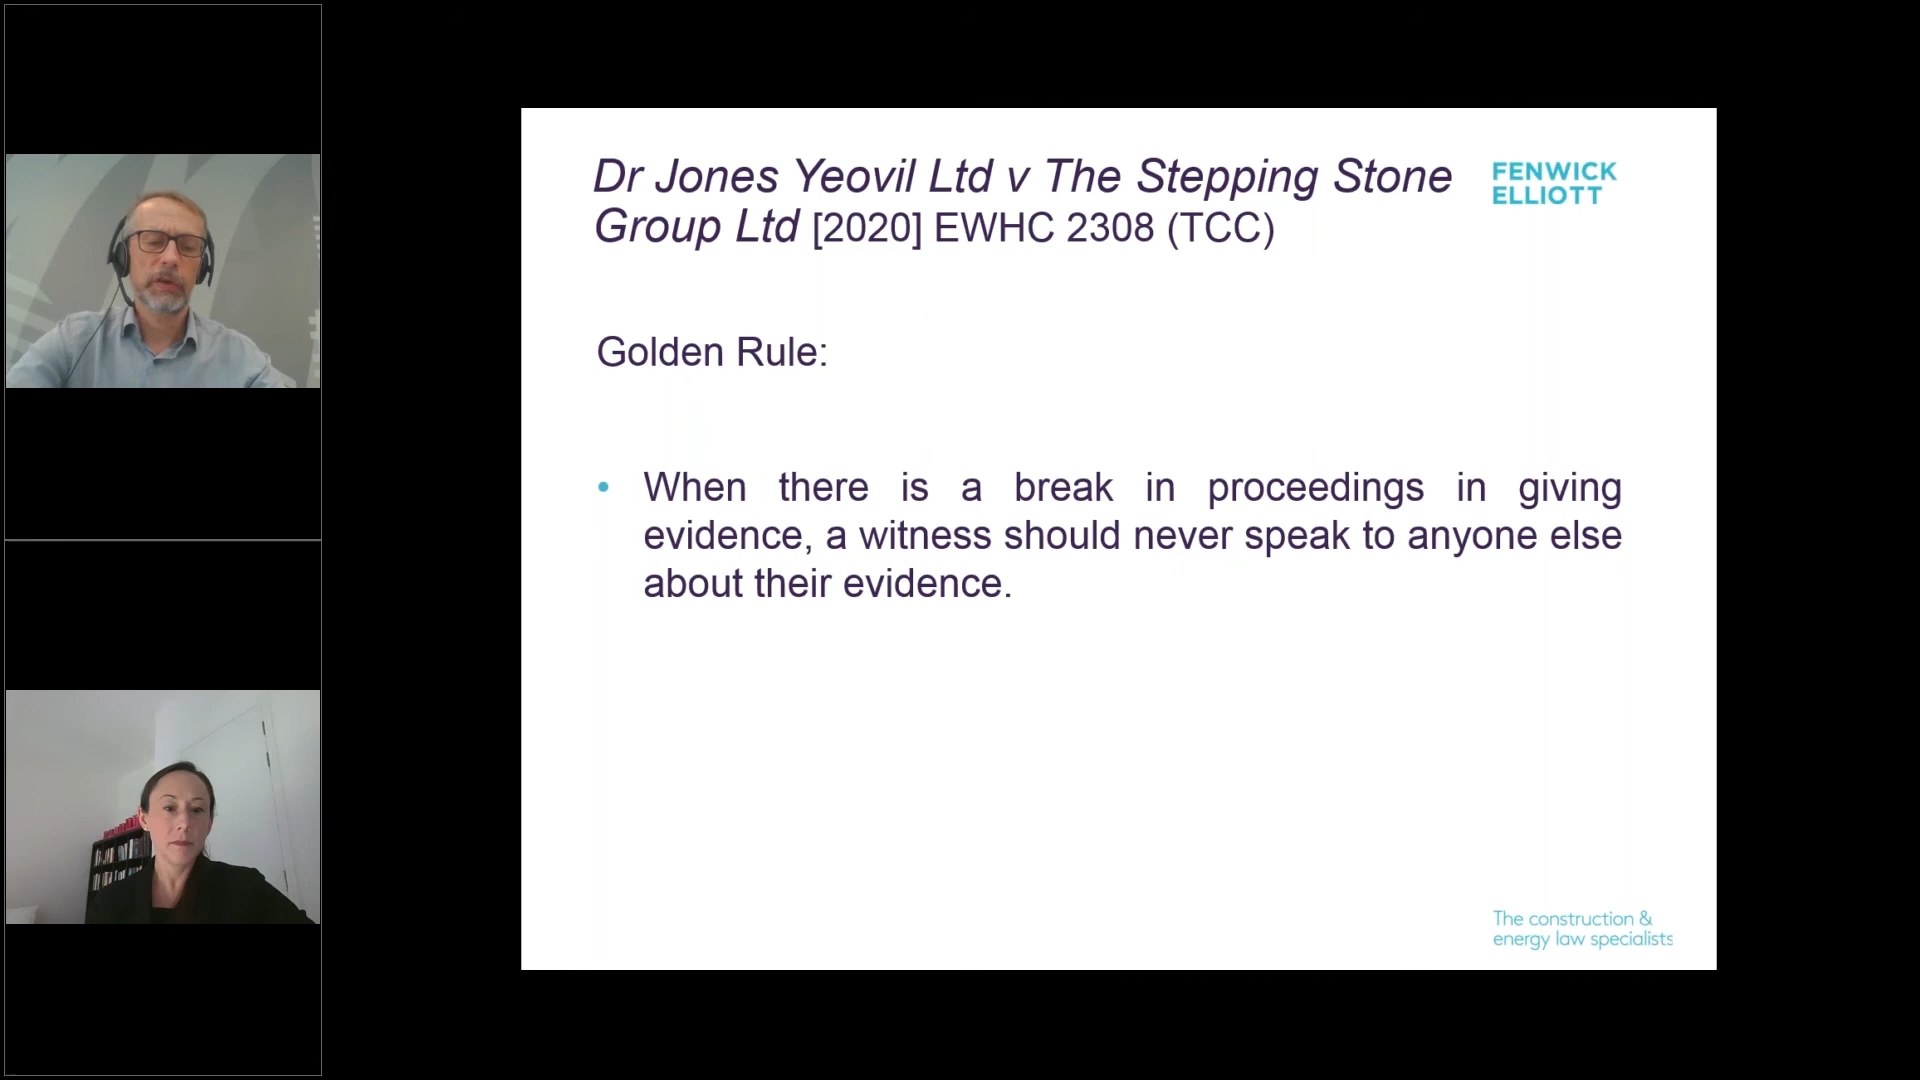 Dr Jones Yeovil Ltd v The Stepping Stone
Group Ltd [2020] EWHC 2308 (TCC)
FENWICK
ELLIOTT
Golden Rule:
• When there is a break in proceedings in giving
evidence, a witness should never speak to anyone else
about their evidence.
The construction &
energy law specialists